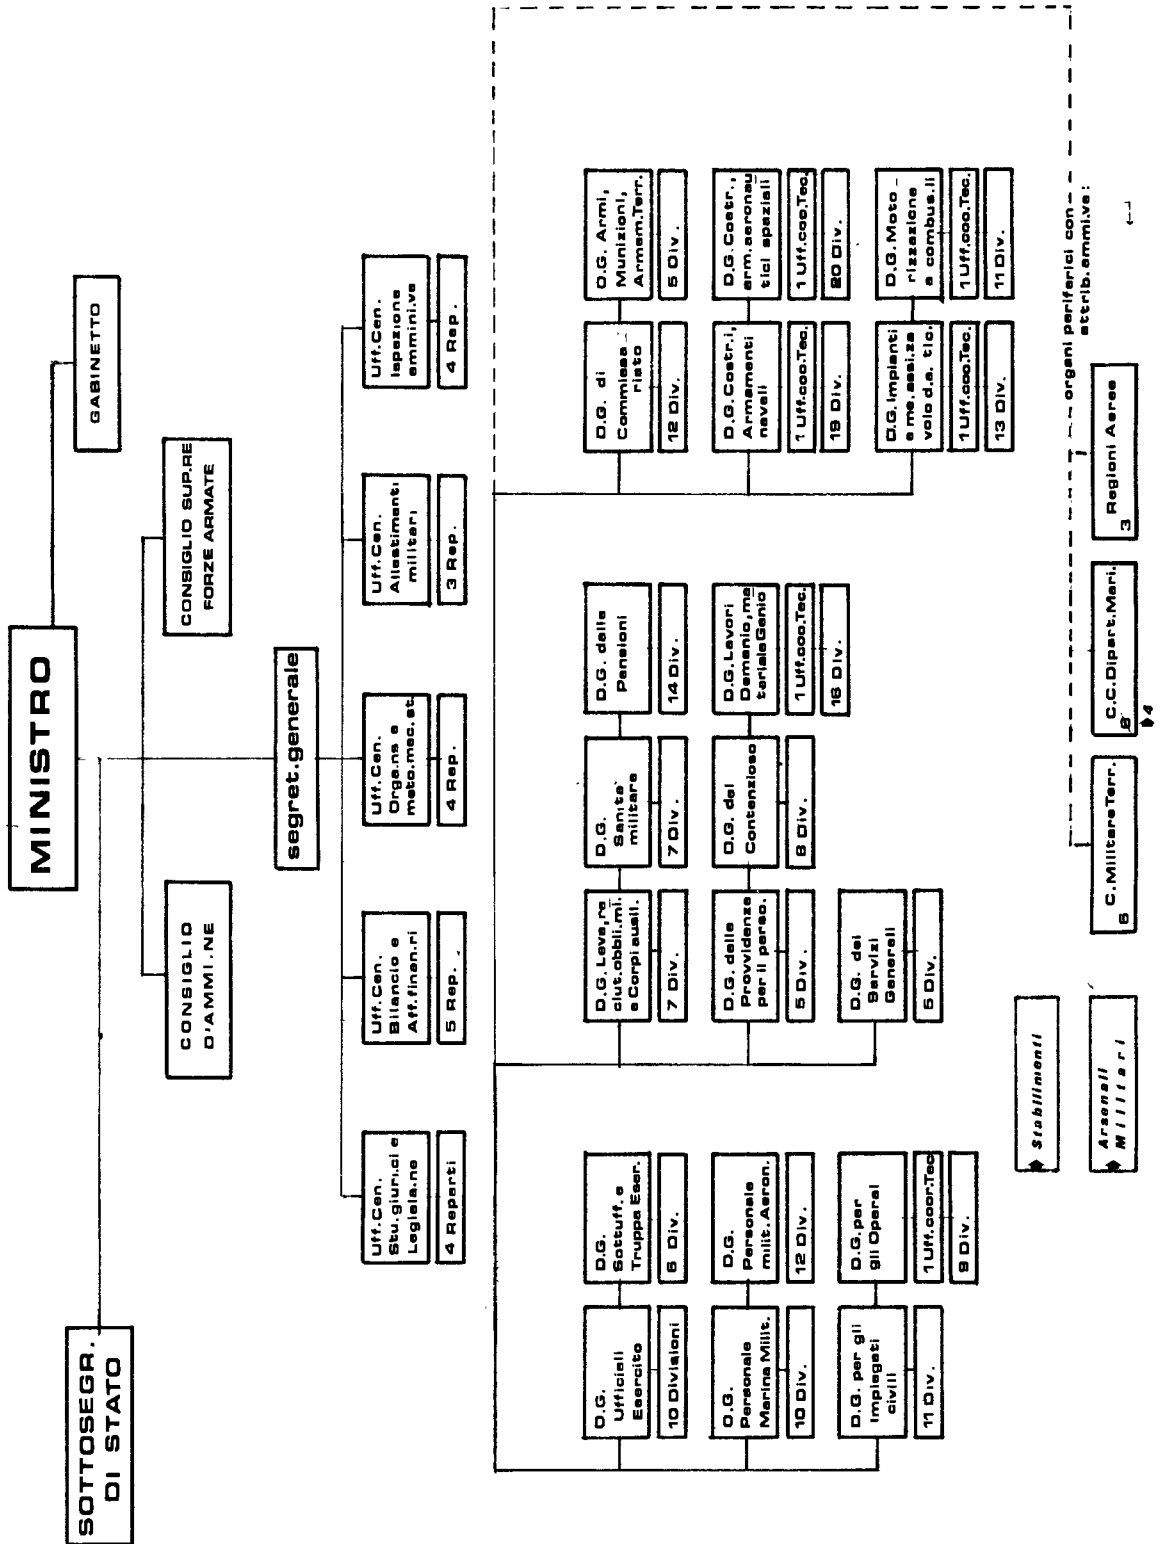 MINISTRO
GABINETTO
SOTTOSEGR.
DI STATO
CONSIGLIO
D'AMMI.NE
CONSIGLIO SUP.RE
FORZE ARMATE
segret.generale
Uff.Cen.
Stu.giuri.ci e
Legisla.ne
4 Reparti
Uff.Cen.
Bilancio e
Aff.finan.ri
5 Rep.
Uff.Cen.
Orga.ne e
meto.mec.st.
4 Rep.
Uff.Cen.
Allestimenti
militari
3 Rep.
Uff.Cen.
Ispezione
ammini.va
4 Rep.
D.G.
Ufficiali
Esercito
10 Divisioni
D.G.
Sottuff. e
Truppa Eser.
6 Div.
D.G.
Personale
Marina Milit.
10 Div.
D.G.
Personale
milit. Aeron.
12 Div.
D.G. per gli
Impiegati
civili
11 Div.
D.G. per
gli Operai
1 Uff.coor.Tec
9 Div.
D.G. Leva, re
clut.obbli.mi.
e Corpi ausil.
7 Div.
D.G.
Sanita'
militare
7 Div.
D.G. delle
Pensioni
14 Div.
D.G. delle
Provvidenze
per il perso.
5 Div.
D.G. del
Contenzioso
8 Div.
D.G. Lavori
Demanio, ma
teriale Genio
1 Uff.coo.Tec.
16 Div.
D.G. dei
Servizi
Generali
5 Div.
D.G. di
Commissa_
riato
12 Div.
D.G. Armi,
Munizioni,
Armam.Terr.
5 Div.
D.G. Costr.i,
Armamenti
navali
1 Uff.coo.Tec.
19 Div.
D.G. Costr.,
arm. aeronau
tici spaziali
1 Uff.coo.Tec.
20 Div.
D.G. Impianti
e me. assi.za
volo d.a. tlc.
1 Uff.coo.Tec.
13 Div.
D.G. Moto_
rizzazione
e combus.li
1 Uff.coo.Tec.
11 Div.
organi periferici con
attrib.ammi.ve:
Stabilimenti
Arsenali
Militari
C. Militare Terr.
6
C.C. Dipart. Mari.
4
Regioni Aeree
3